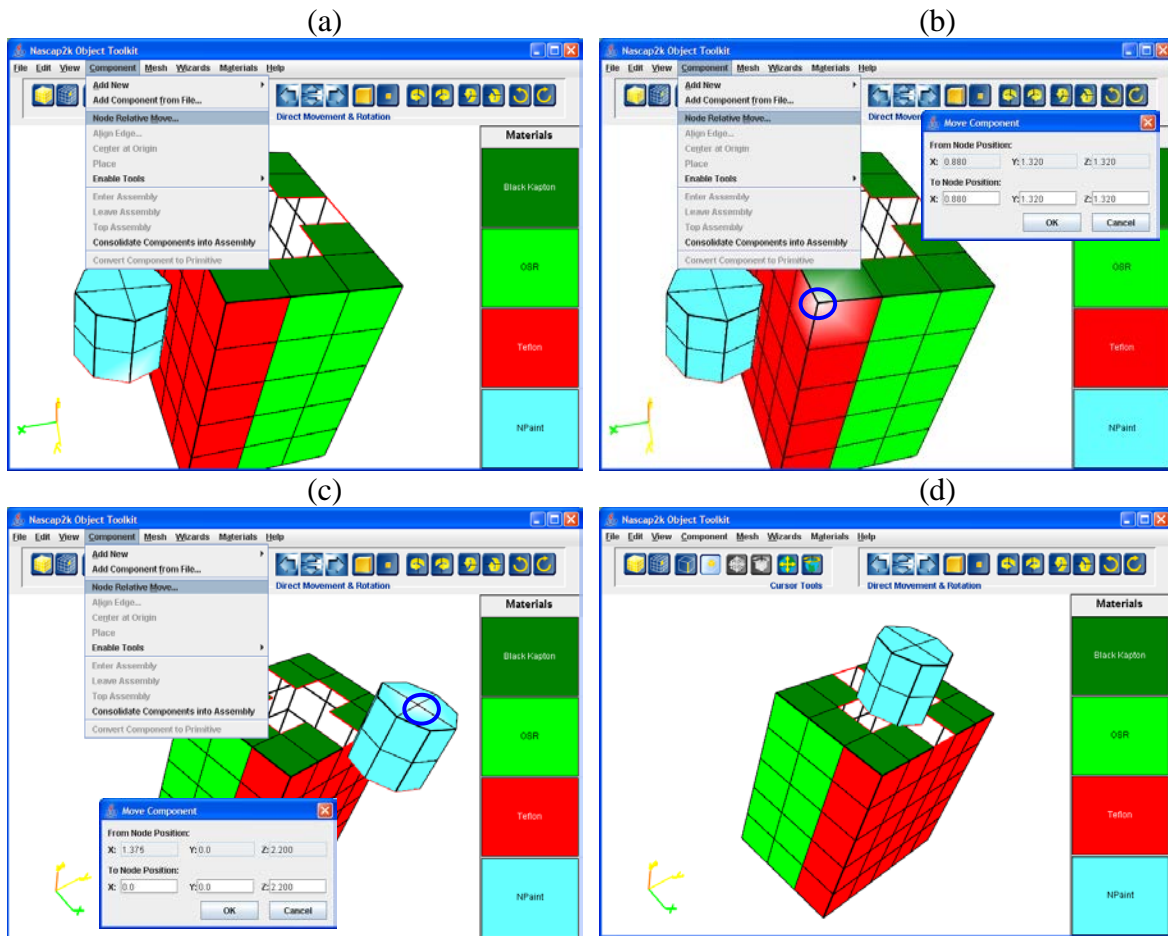 (a)
Nascap2k Object Toolkit
File Edit View Component Mesh Wizards Materials Help
Add New
Add Component from File...
Node Relative Move...
Align Edge...
Center at Origin
Place
Enable Tools
Enter Assembly
Leave Assembly
Top Assembly
Consolidate Components into Assembly
Convert Component to Primitive
Direct Movement & Rotation
Materials
Black Kapton
OSR
Teflon
NPaint
(b)
Nascap2k Object Toolkit
File Edit View Component Mesh Wizards Materials Help
Add New
Add Component from File...
Node Relative Move...
Align Edge...
Center at Origin
Place
Enable Tools
Enter Assembly
Leave Assembly
Top Assembly
Consolidate Components into Assembly
Convert Component to Primitive
Direct Mov
Move Component
From Node Position:
X: 0.880 Y: 1.320 Z: 1.320
To Node Position:
X: 0.880 Y: 1.320 Z: 1.320
OK Cancel
OSR
Teflon
NPaint
(c)
Nascap2k Object Toolkit
File Edit View Component Mesh Wizards Materials Help
Add New
Add Component from File...
Node Relative Move...
Align Edge...
Center at Origin
Place
Enable Tools
Enter Assembly
Leave Assembly
Top Assembly
Consolidate Components into Assembly
Convert Component to Primitive
Direct Movement & Rotation
Materials
Black Kapton
OSR
Teflon
NPaint
Move Component
From Node Position:
X: 1.375 Y: 0.0 Z: 2.200
To Node Position:
X: 0.0 Y: 0.0 Z: 2.200
OK Cancel
(d)
Nascap2k Object Toolkit
File Edit View Component Mesh Wizards Materials Help
Cursor Tools
Direct Movement & Rotation
Materials
Black Kapton
OSR
Teflon
NPaint